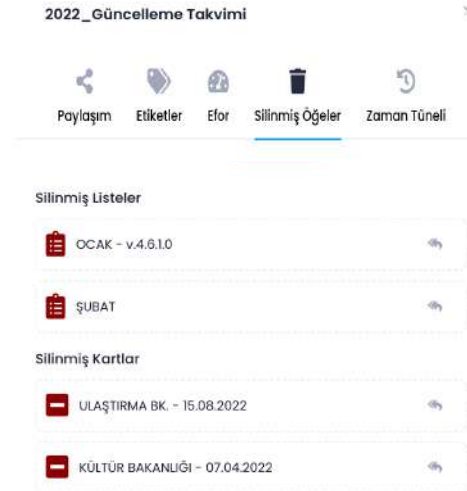 2022_Güncelleme Takvimi
Paylaşım Etiketler Efor Silinmiş Öğeler Zaman Tüneli
Silinmiş Listeler
OCAK - v.4.6.1.0
ŞUBAT
Silinmiş Kartlar
ULAŞTIRMA BK. - 15.08.2022
KÜLTÜR BAKANLIĞI - 07.04.2022